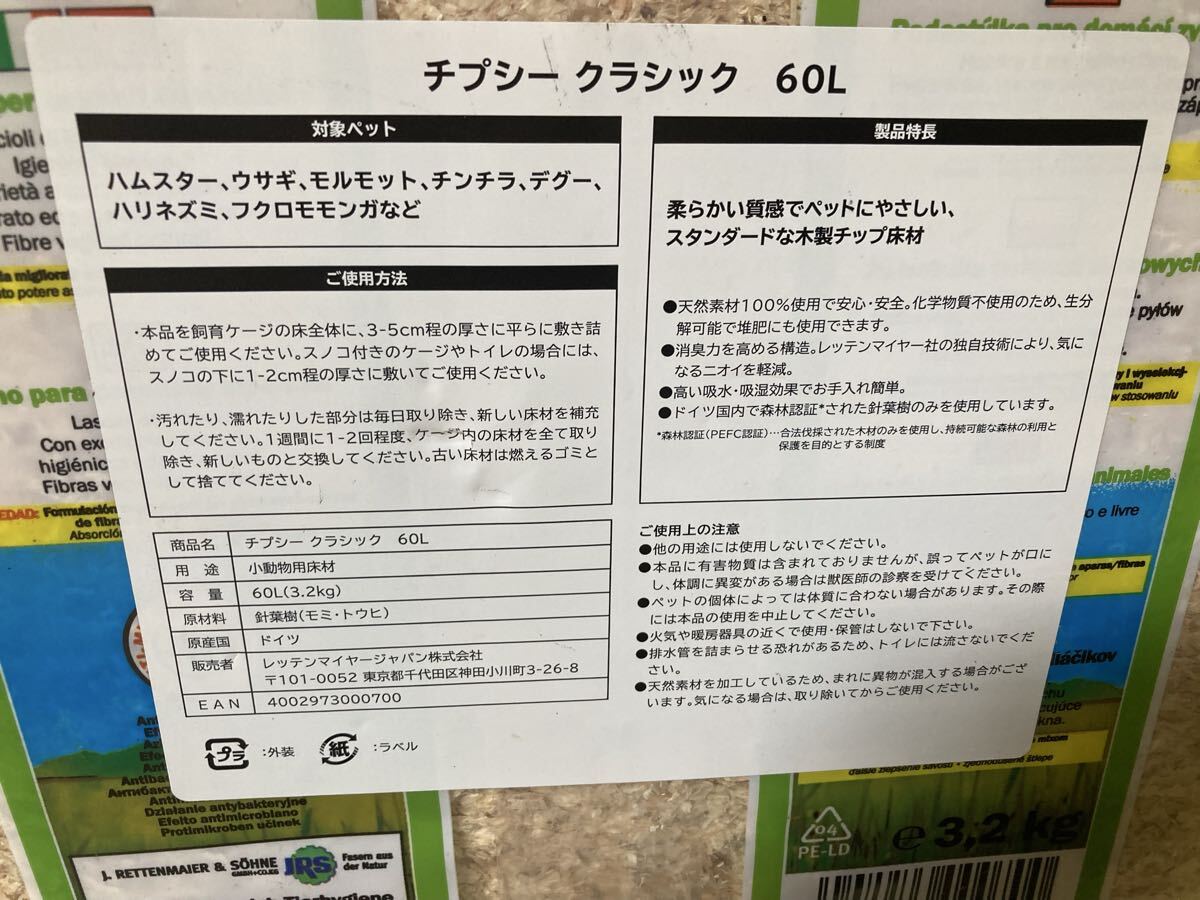 チプシー クラシック 60L
対象ペット
ハムスター、ウサギ、モルモット、チンチラ、デグー、
ハリネズミ、フクロモモンガなど
ご使用方法
・本品を飼育ケージの床全体に、3-5cm程の厚さに平らに敷き詰
めてご使用ください。スノコ付きのケージやトイレの場合には、
スノコの下に1-2cm程の厚さに敷いてご使用ください。
・汚れたり、濡れたりした部分は毎日取り除き、新しい床材を補充
してください。1週間に1-2回程度、ケージ内の床材を全て取り
除き、新しいものと交換してください。古い床材は燃えるゴミと
して捨ててください。
商品名 チプシー クラシック 60L
用途 小動物用床材
容量 60L(3.2kg)
原材料 針葉樹(モミ・トウヒ)
原産国 ドイツ
販売者 レッテンマイヤージャパン株式会社
〒101-0052 東京都千代田区神田小川町3-26-8
EAN 4002973000700
プラ :外装 紙 :ラベル
製品特長
柔らかい質感でペットにやさしい、
スタンダードな木製チップ床材
●天然素材100%使用で安心・安全。化学物質不使用のため、生分
解可能で堆肥にも使用できます。
●消臭力を高める構造。レッテンマイヤー社の独自技術により、気に
なるニオイを軽減。
●高い吸水・吸湿効果でお手入れ簡単。
●ドイツ国内で森林認証*された針葉樹のみを使用しています。
*森林認証(PEFC認証)…合法伐採された木材のみを使用し、持続可能な森林の利用と
保護を目的とする制度
ご使用上の注意
●他の用途には使用しないでください。
●本品に有害物質は含まれておりませんが、誤ってペットが口に
し、体調に異変がある場合は獣医師の診察を受けてください。
●ペットの個体によっては体質に合わない場合があります。その際
には本品の使用を中止してください。
●火気や暖房器具の近くで使用・保管はしないで下さい。
●排水管を詰まらせる恐れがあるため、トイレには流さないでくだ
さい。
●天然素材を加工しているため、まれに異物が混入する場合がござ
います。気になる場合は、取り除いてからご使用ください。
Działanie antybakteryjne
Efeito antimicrobiano
Protimikroben učinek
J. RETTENMAIER & SÖHNE
GMBH+CO.KG
JRS
Fasern aus
der Natur
04
PE-LD
e 3,2 kg